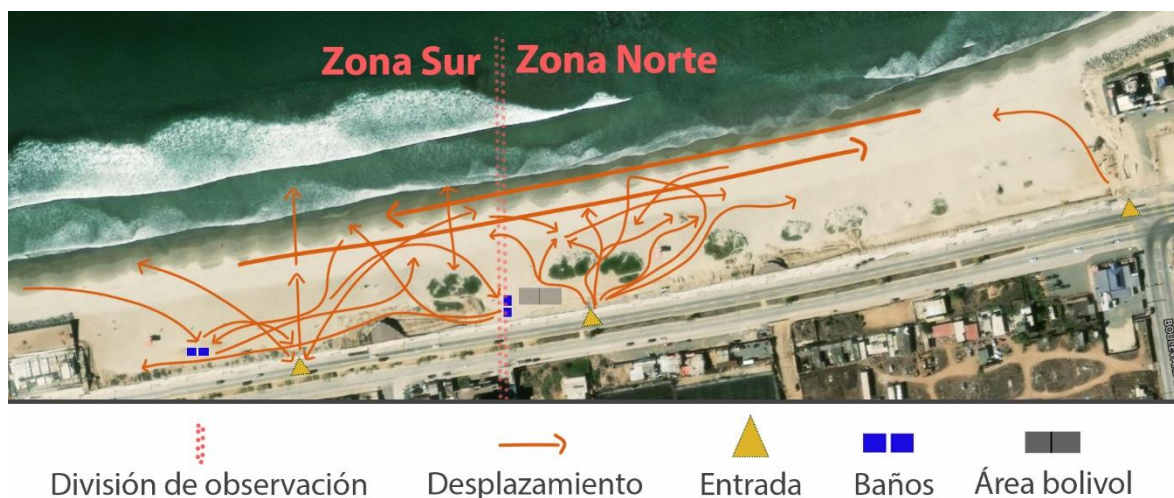 Zona Sur
Zona Norte
División de observación
Desplazamiento
Entrada
Baños
Área bolivol